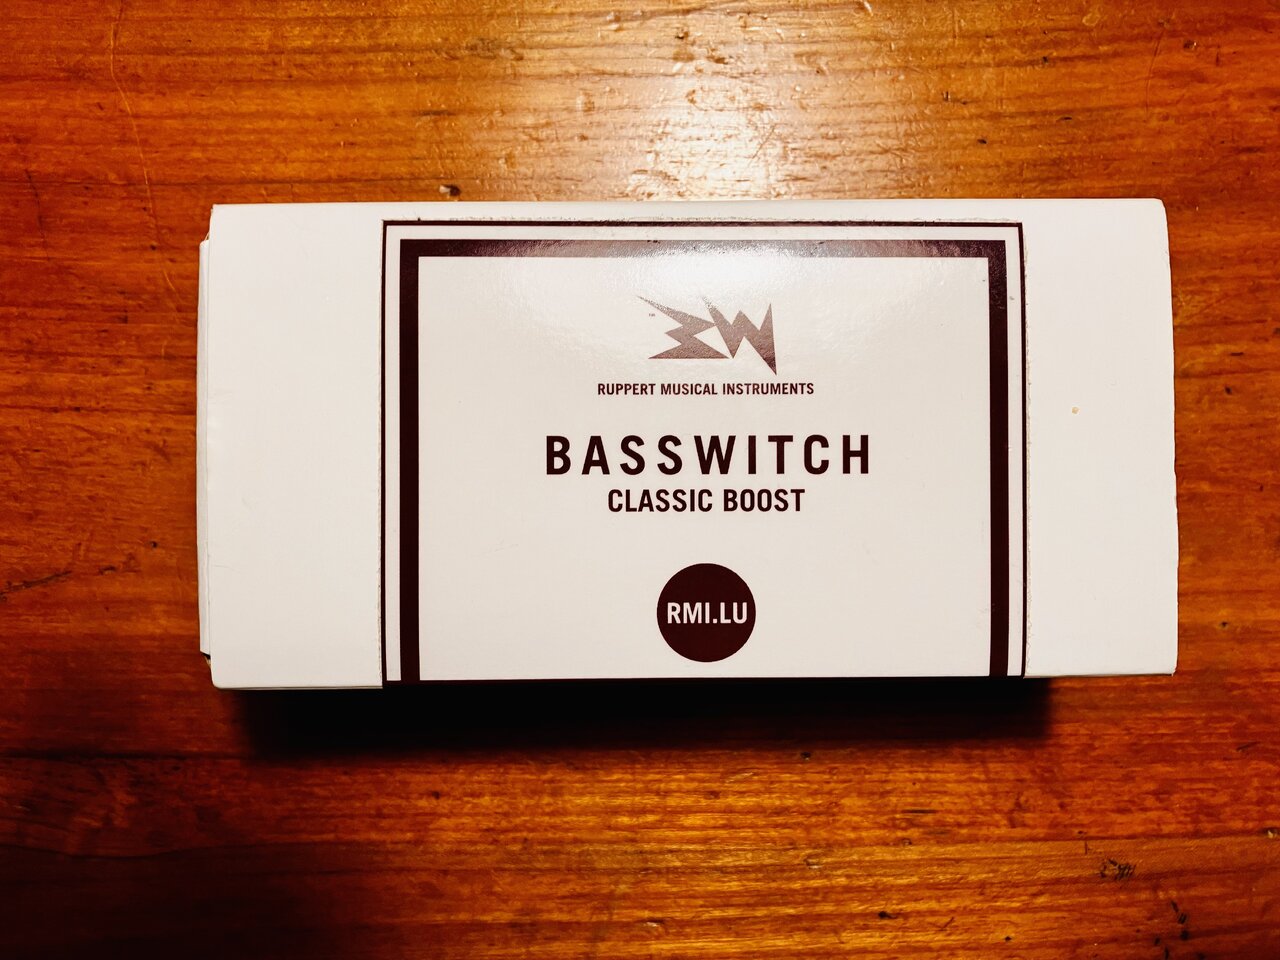 RUPPERT MUSICAL INSTRUMENTS
BASSWITCH
CLASSIC BOOST
RMI.LU